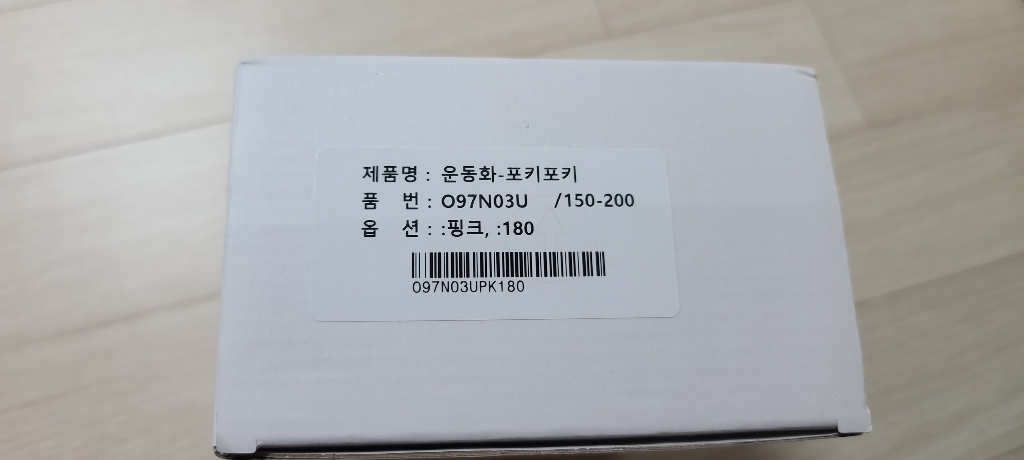 제품명 : 운동화-포키포키
품 번 : O97N03U /150-200
옵 션 : :핑크, :180
O97N03UPK180